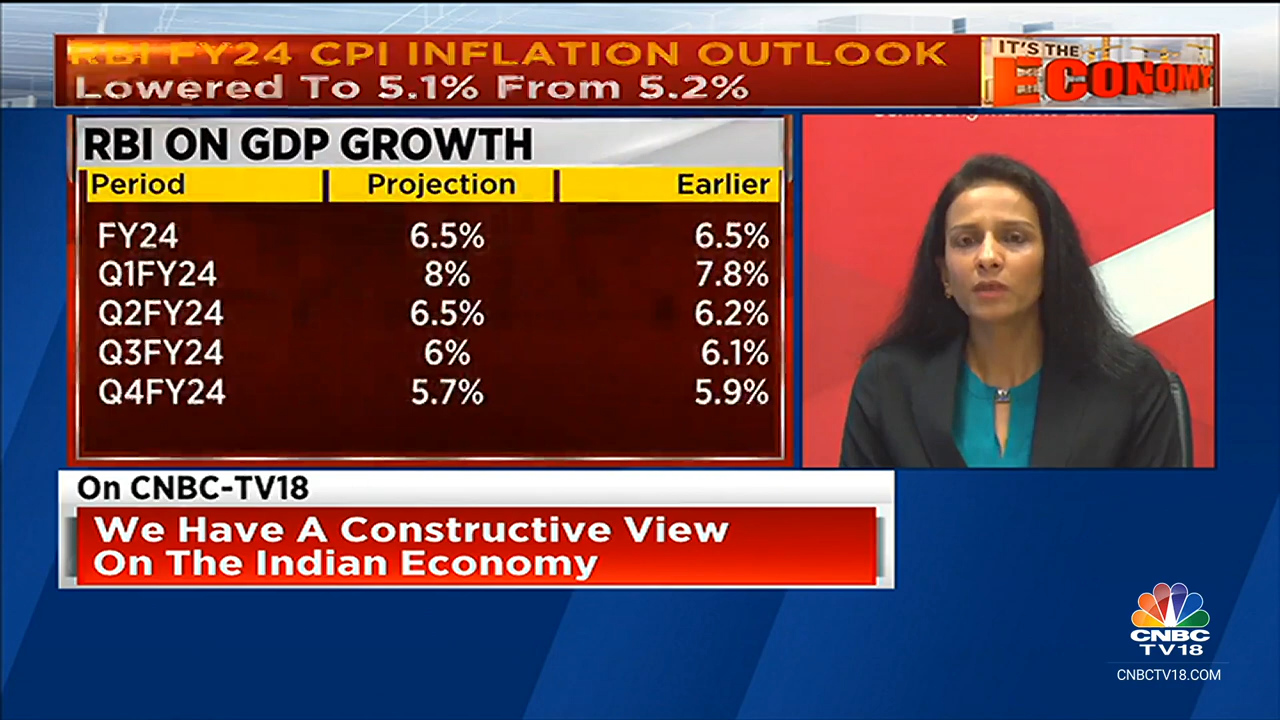 RBI FY24 CPI INFLATION OUTLOOK
Lowered To 5.1% From 5.2%
IT'S THE
ECONOMY
RBI ON GDP GROWTH
Period Projection Earlier
FY24 6.5% 6.5%
Q1FY24 8% 7.8%
Q2FY24 6.5% 6.2%
Q3FY24 6% 6.1%
Q4FY24 5.7% 5.9%
On CNBC-TV18
We Have A Constructive View
On The Indian Economy
CNBC
TV18
CNBCTV18.COM